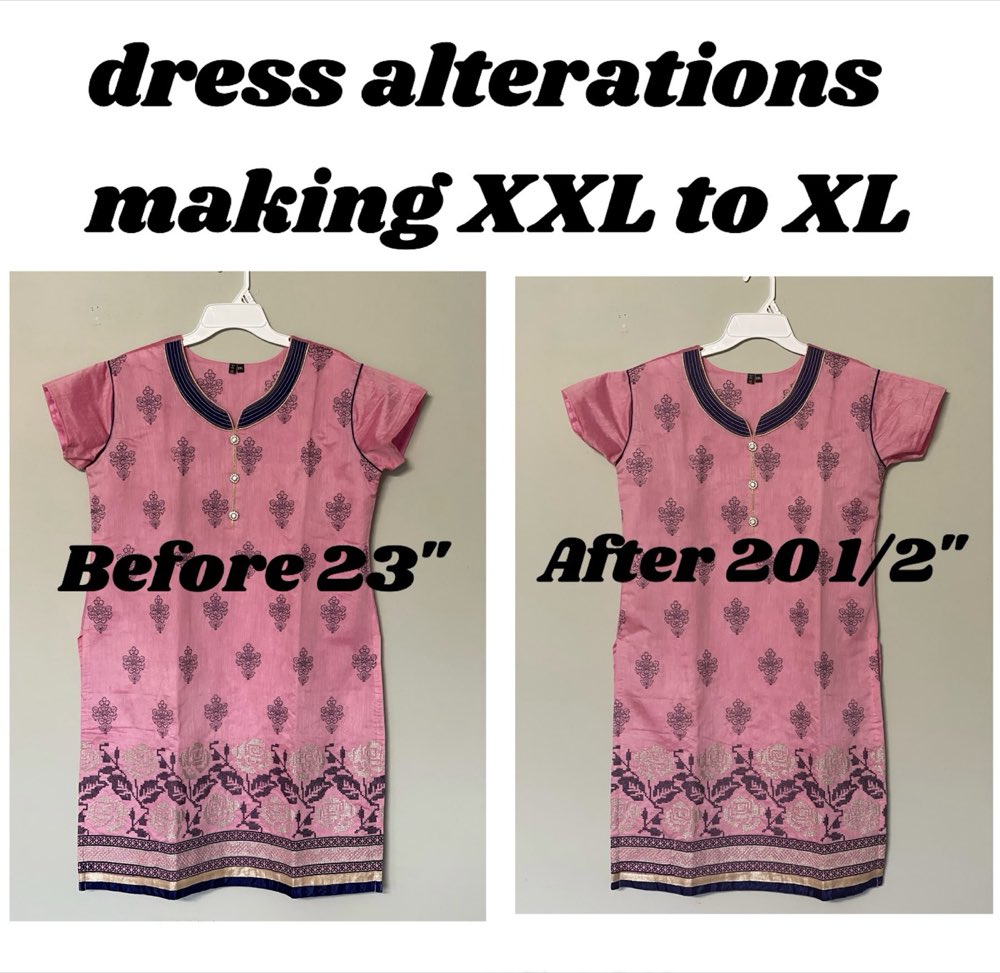 dress alterations
making XXL to XL
Before 23"
After 20 1/2"